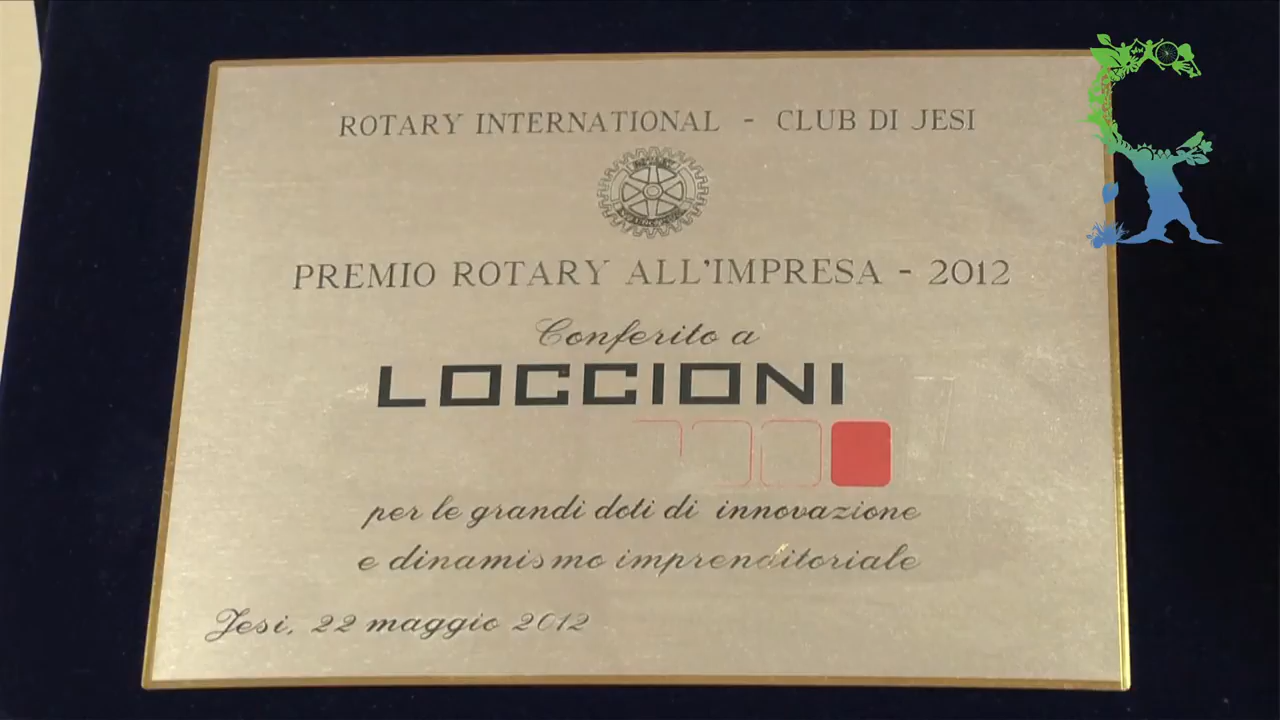 ROTARY INTERNATIONAL - CLUB DI JESI
PREMIO ROTARY ALL'IMPRESA - 2012
Conferito a
LOCCIONI
per le grandi doti di innovazione
e dinamismo imprenditoriale
Jesi, 22 maggio 2012